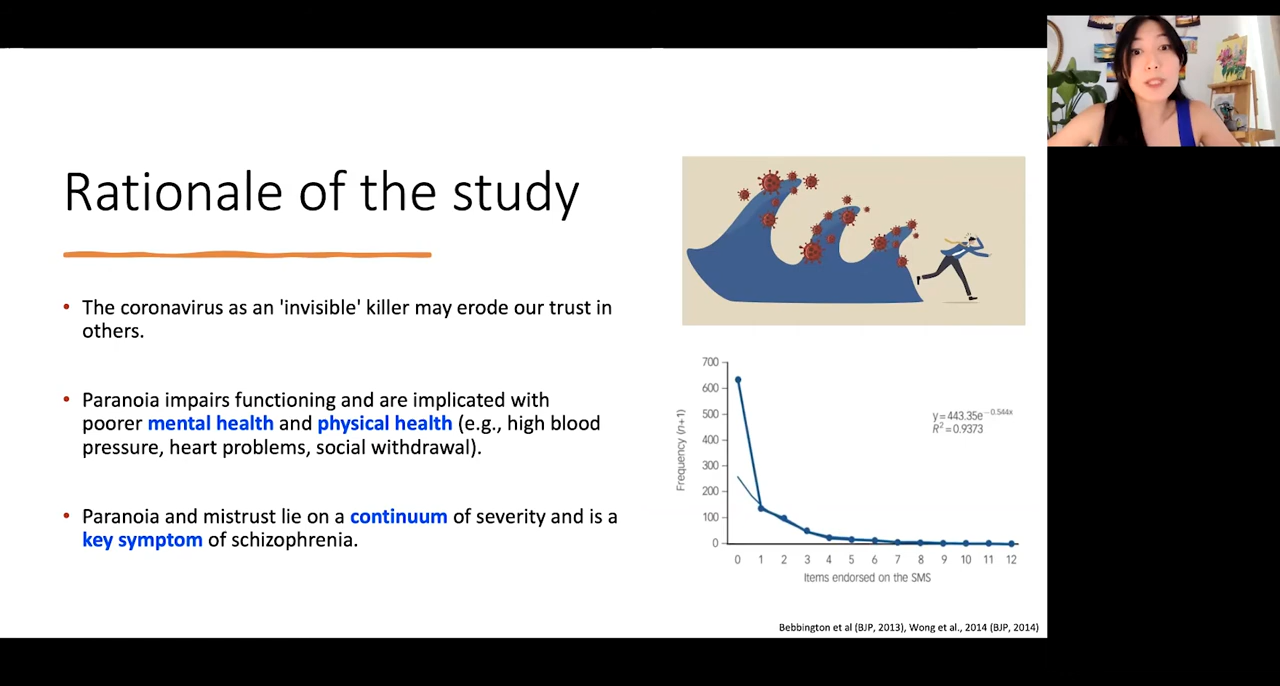 Rationale of the study
• The coronavirus as an 'invisible' killer may erode our trust in
others.
• Paranoia impairs functioning and are implicated with
poorer mental health and physical health (e.g., high blood
pressure, heart problems, social withdrawal).
• Paranoia and mistrust lie on a continuum of severity and is a
key symptom of schizophrenia.
700
600
500
400
300
200
100
0
Frequency (n+1)
y=443.35e−0.544x
R2=0.9373
0 1 2 3 4 5 6 7 8 9 10 11 12
Items endorsed on the SMS
Bebbington et al (BJP, 2013), Wong et al., 2014 (BJP, 2014)